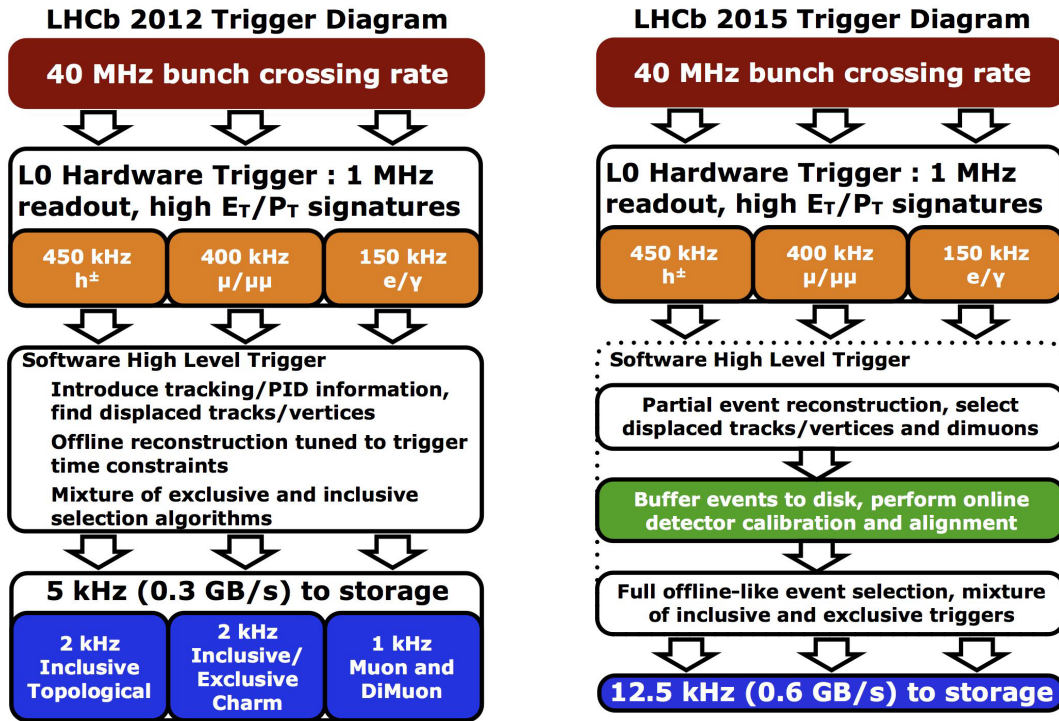 LHCb 2012 Trigger Diagram
40 MHz bunch crossing rate
L0 Hardware Trigger : 1 MHz
readout, high ET/PT signatures
450 kHz
h±
400 kHz
μ/μμ
150 kHz
e/γ
Software High Level Trigger
Introduce tracking/PID information,
find displaced tracks/vertices
Offline reconstruction tuned to trigger
time constraints
Mixture of exclusive and inclusive
selection algorithms
5 kHz (0.3 GB/s) to storage
2 kHz
Inclusive
Topological
2 kHz
Inclusive/
Exclusive
Charm
1 kHz
Muon and
DiMuon
LHCb 2015 Trigger Diagram
40 MHz bunch crossing rate
L0 Hardware Trigger : 1 MHz
readout, high ET/PT signatures
450 kHz
h±
400 kHz
μ/μμ
150 kHz
e/γ
Software High Level Trigger
Partial event reconstruction, select
displaced tracks/vertices and dimuons
Buffer events to disk, perform online
detector calibration and alignment
Full offline-like event selection, mixture
of inclusive and exclusive triggers
12.5 kHz (0.6 GB/s) to storage